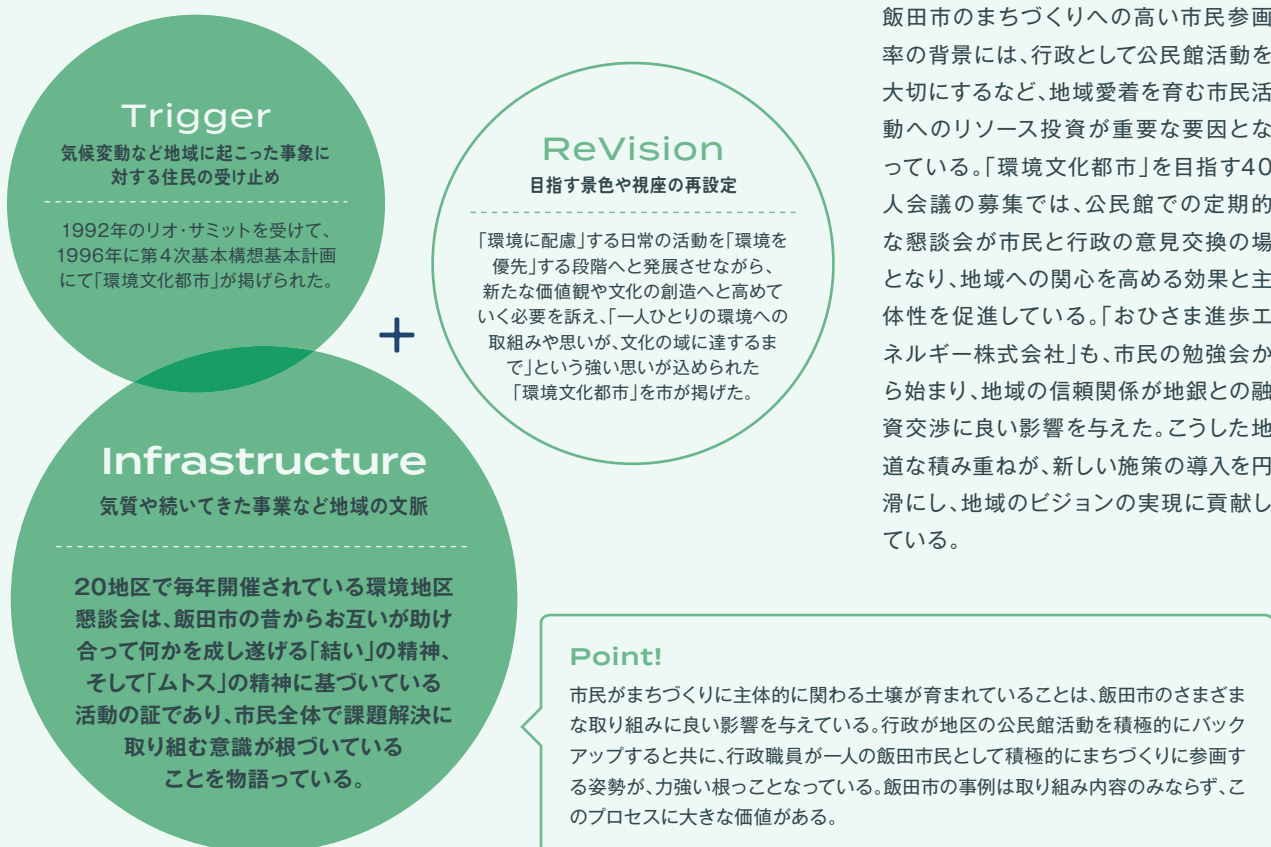 Trigger
気候変動など地域に起こった事象に
対する住民の受け止め
1992年のリオ・サミットを受けて、
1996年に第4次基本構想基本計画
にて「環境文化都市」が掲げられた。
+
ReVision
目指す景色や視座の再設定
「環境に配慮」する日常の活動を「環境を
優先」する段階へと発展させながら、
新たな価値観や文化の創造へと高めて
いく必要を訴え、「一人ひとりの環境への
取組みや思いが、文化の域に達するま
で」という強い思いが込められた
「環境文化都市」を市が掲げた。
Infrastructure
気質や続いてきた事業など地域の文脈
20地区で毎年開催されている環境地区
懇談会は、飯田市の昔からお互いが助け
合って何かを成し遂げる「結い」の精神、
そして「ムトス」の精神に基づいている
活動の証であり、市民全体で課題解決に
取り組む意識が根づいている
ことを物語っている。
飯田市のまちづくりへの高い市民参画
率の背景には、行政として公民館活動を
大切にするなど、地域愛着を育む市民活
動へのリソース投資が重要な要因とな
っている。「環境文化都市」を目指す40
人会議の募集では、公民館での定期的
な懇談会が市民と行政の意見交換の場
となり、地域への関心を高める効果と主
体性を促進している。「おひさま進歩エ
ネルギー株式会社」も、市民の勉強会か
ら始まり、地域の信頼関係が地銀との融
資交渉に良い影響を与えた。こうした地
道な積み重ねが、新しい施策の導入を円
滑にし、地域のビジョンの実現に貢献し
ている。
Point!
市民がまちづくりに主体的に関わる土壌が育まれていることは、飯田市のさまざま
な取り組みに良い影響を与えている。行政が地区の公民館活動を積極的にバック
アップすると共に、行政職員が一人の飯田市民として積極的にまちづくりに参画す
る姿勢が、力強い根っことなっている。飯田市の事例は取り組み内容のみならず、こ
のプロセスに大きな価値がある。